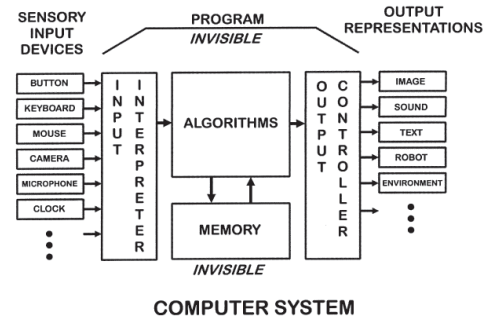 SENSORY
INPUT
DEVICES
PROGRAM
INVISIBLE
OUTPUT
REPRESENTATIONS
BUTTON
KEYBOARD
MOUSE
CAMERA
MICROPHONE
CLOCK
INPUT
INTERPRETER
ALGORITHMS
MEMORY
INVISIBLE
OUTPUT
CONTROLLER
IMAGE
SOUND
TEXT
ROBOT
ENVIRONMENT
COMPUTER SYSTEM